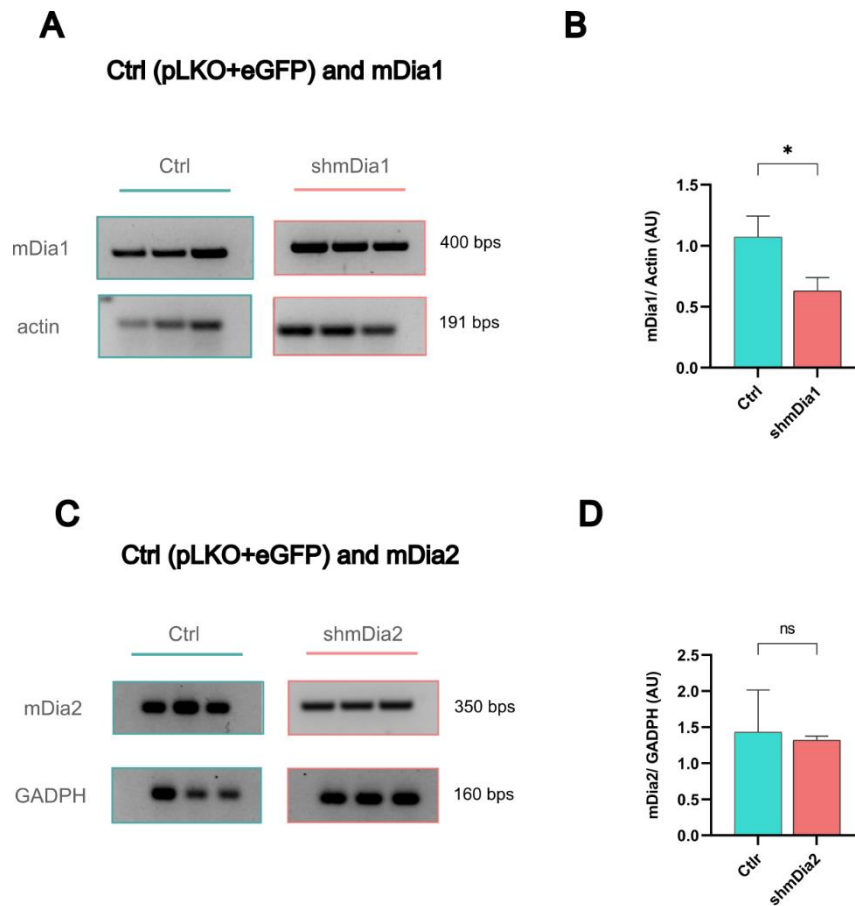 A
Ctrl (pLKO+eGFP) and mDia1
Ctrl
shmDia1
mDia1
400 bps
actin
191 bps
B
*
mDia1/ Actin (AU)
1.5
1.0
0.5
0.0
Ctrl
shmDia1
C
Ctrl (pLKO+eGFP) and mDia2
Ctrl
shmDia2
mDia2
350 bps
GADPH
160 bps
D
ns
mDia2/ GADPH (AU)
2.5
2.0
1.5
1.0
0.5
0.0
Ctlr
shmDia2